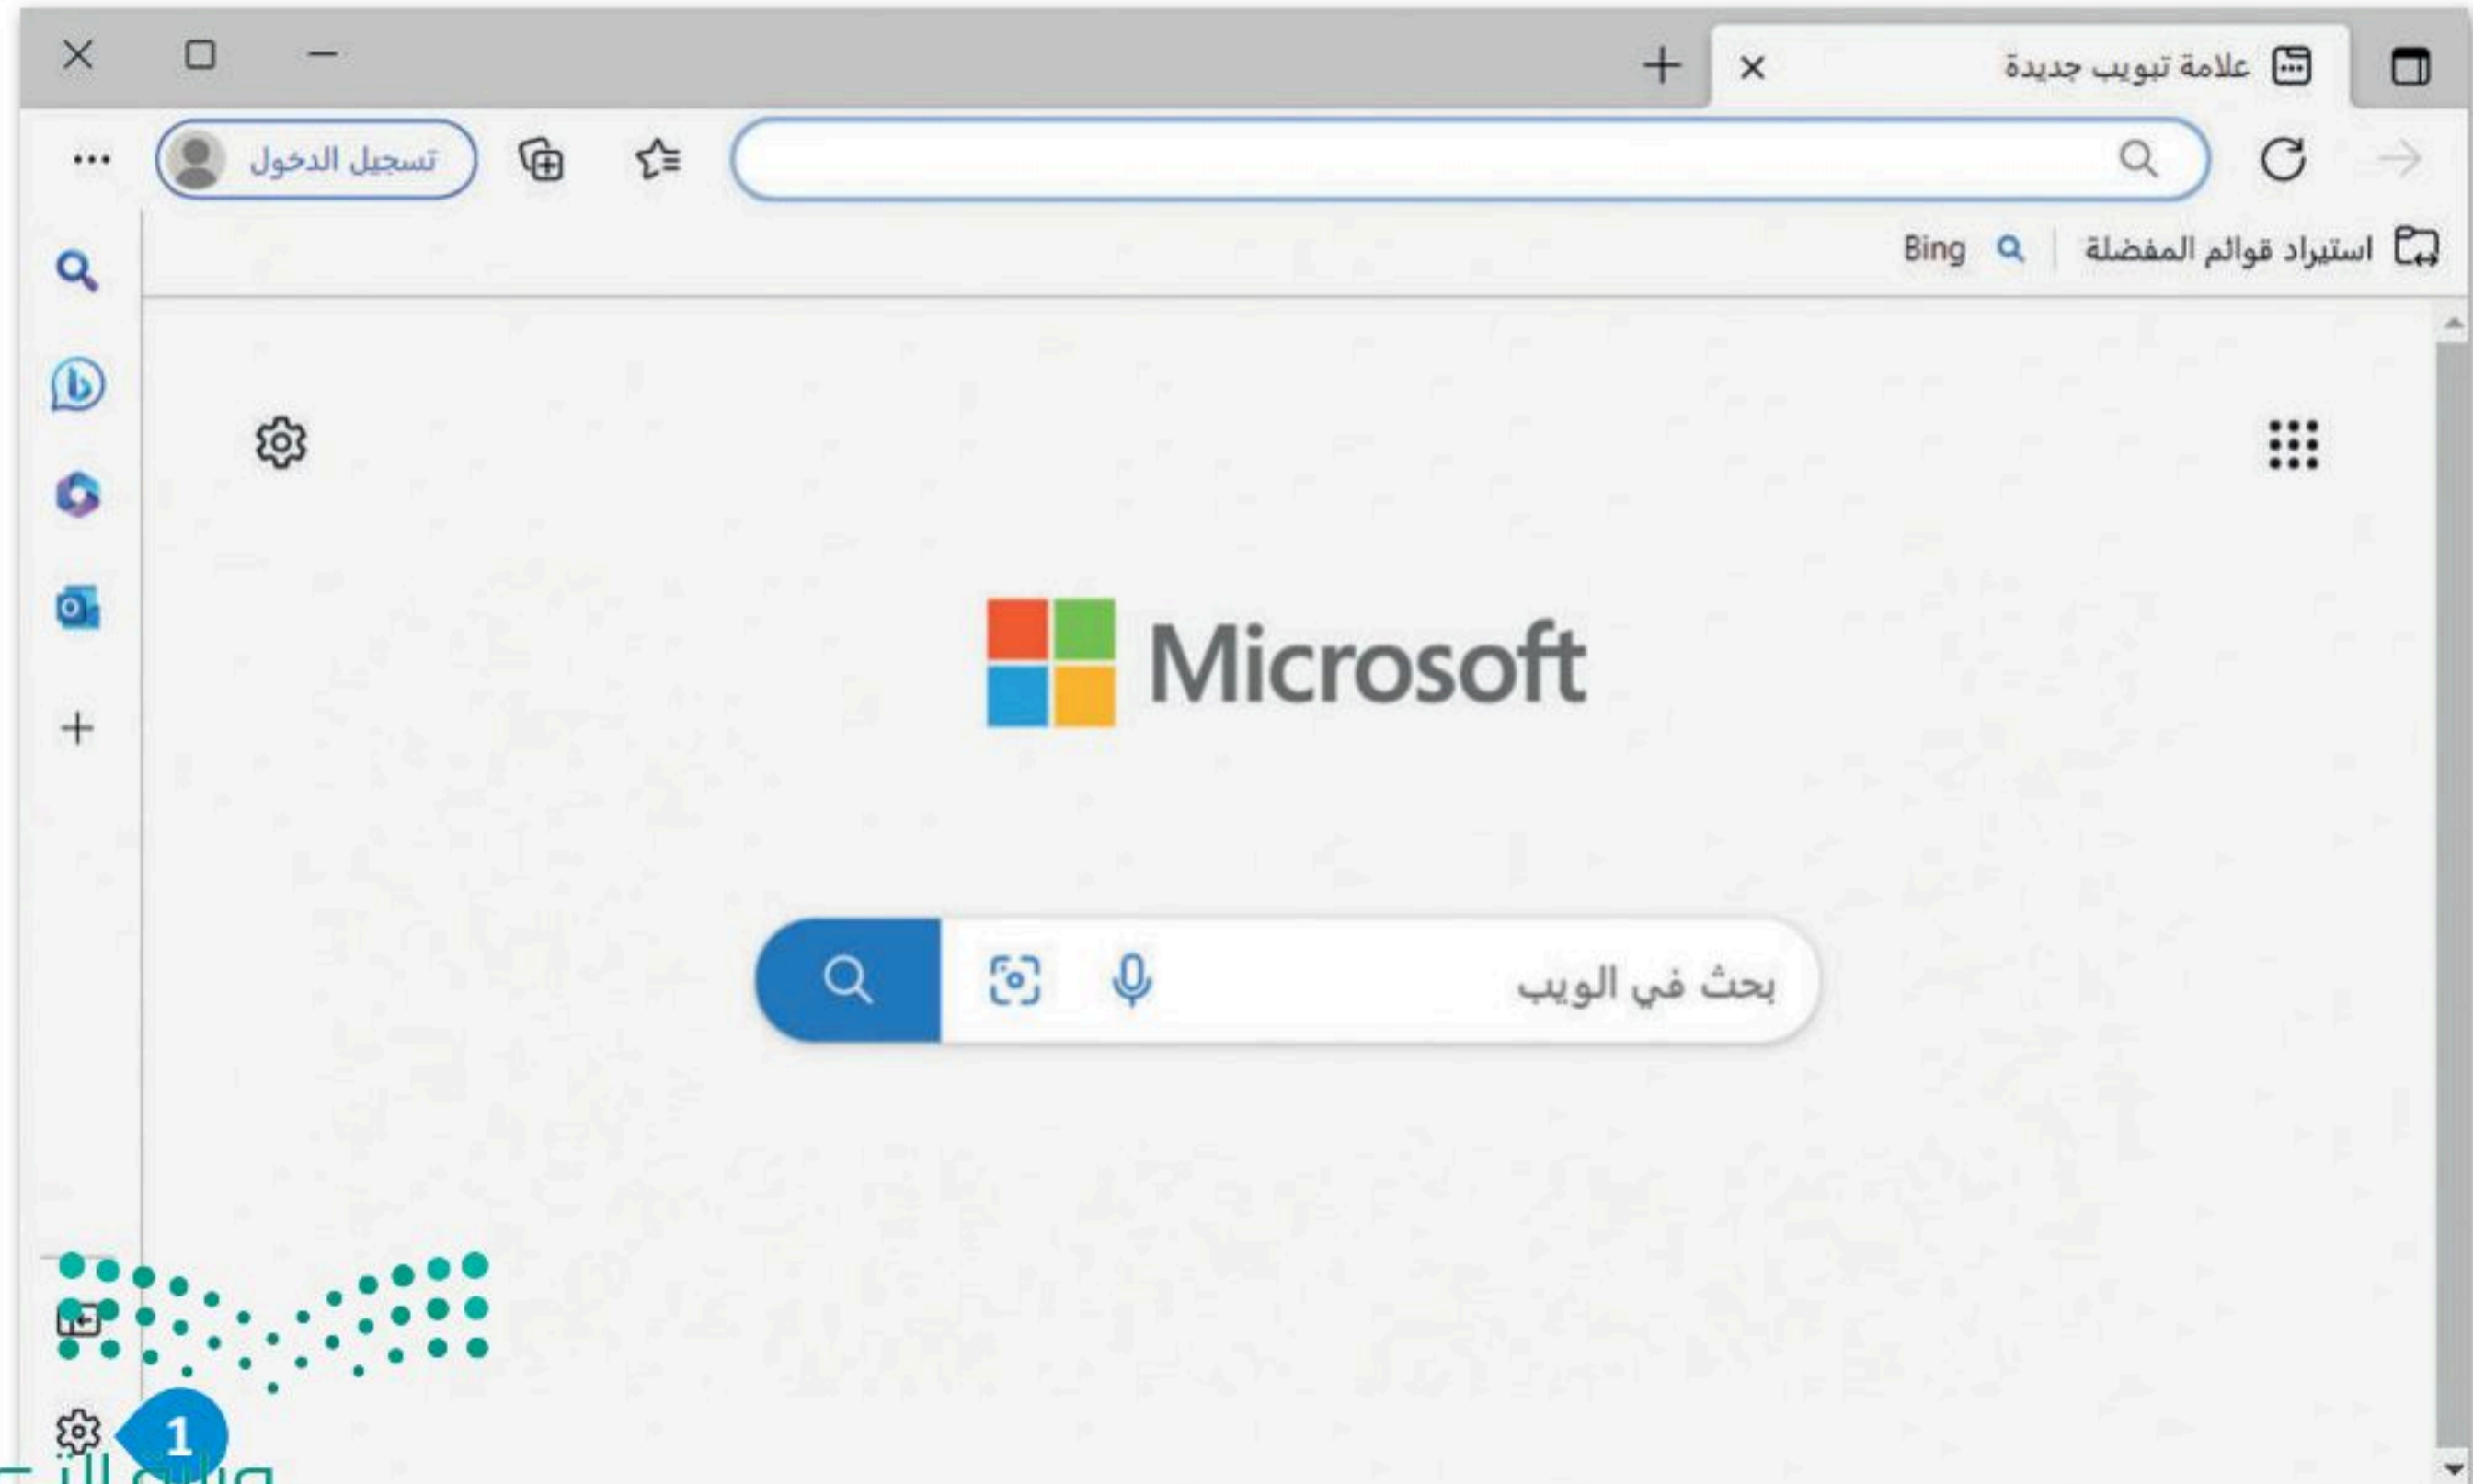 علامة تبويب جديدة
تسجيل الدخول
استيراد قوائم المفضلة Bing
Microsoft
بحث في الويب
1